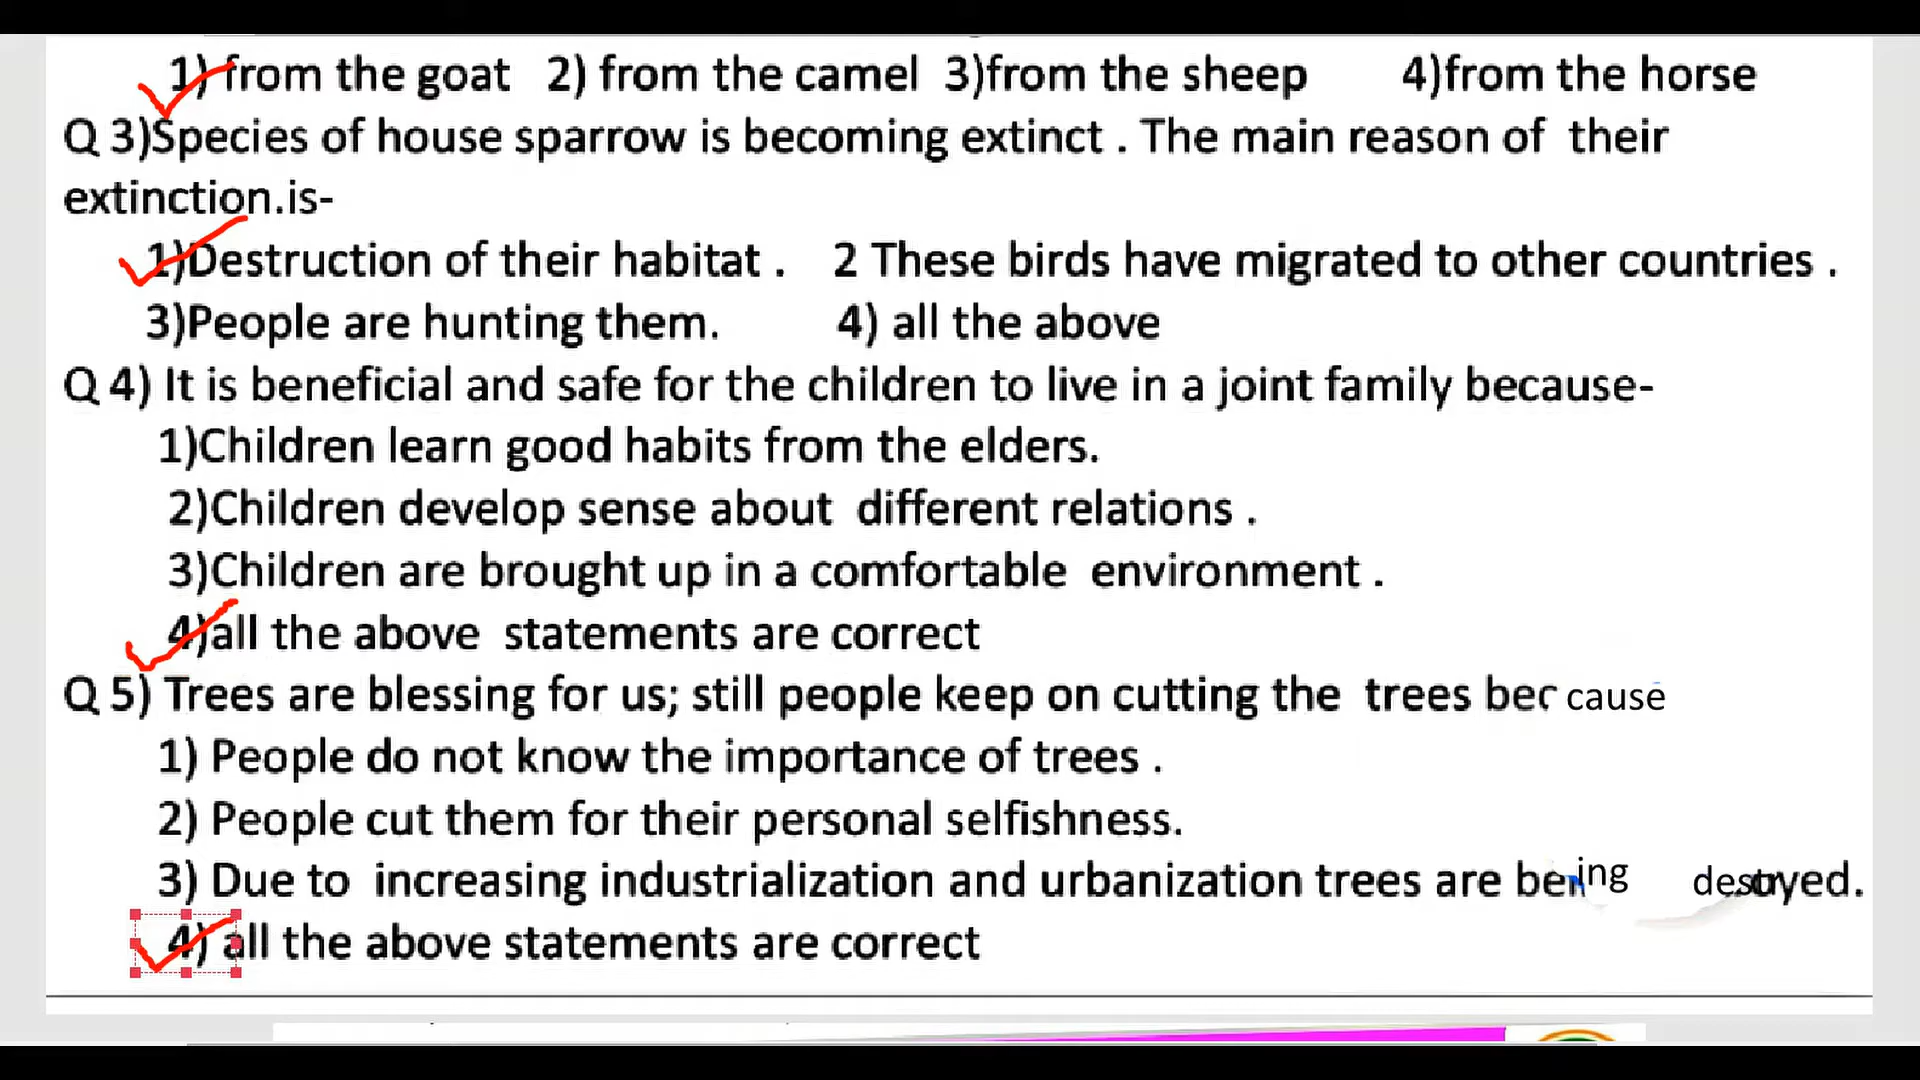 1) from the goat 2) from the camel 3)from the sheep 4)from the horse
Q 3)Species of house sparrow is becoming extinct . The main reason of their
extinction.is-
1)Destruction of their habitat . 2 These birds have migrated to other countries .
3)People are hunting them. 4) all the above
Q 4) It is beneficial and safe for the children to live in a joint family because-
1)Children learn good habits from the elders.
2)Children develop sense about different relations .
3)Children are brought up in a comfortable environment .
4)all the above statements are correct
Q 5) Trees are blessing for us; still people keep on cutting the trees bec cause
1) People do not know the importance of trees .
2) People cut them for their personal selfishness.
3) Due to increasing industrialization and urbanization trees are being destroyed.
4) all the above statements are correct